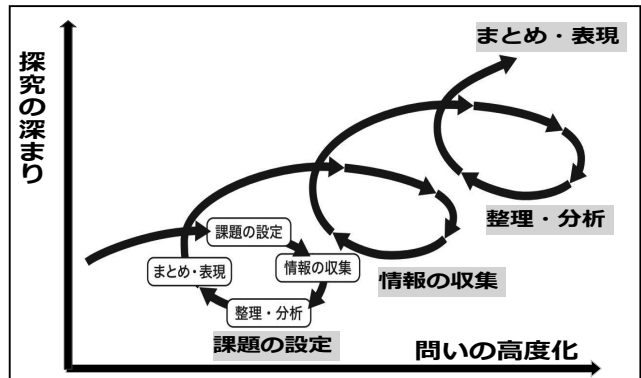 まとめ・表現
探究の深まり
整理・分析
課題の設定
まとめ・表現
情報の収集
整理・分析
情報の収集
課題の設定
問いの高度化